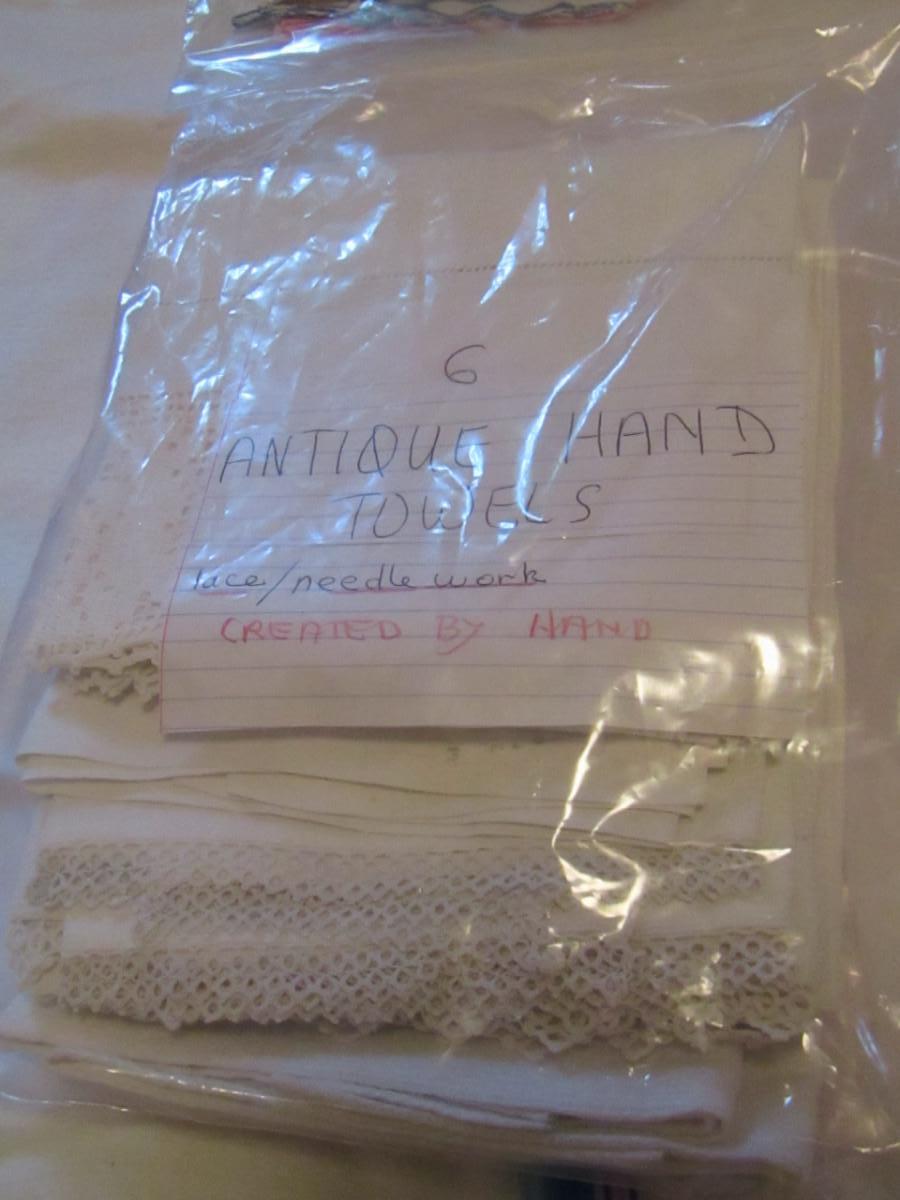 6
ANTIQUE HAND
TOWELS
lace/needle work
CREATED BY HAND